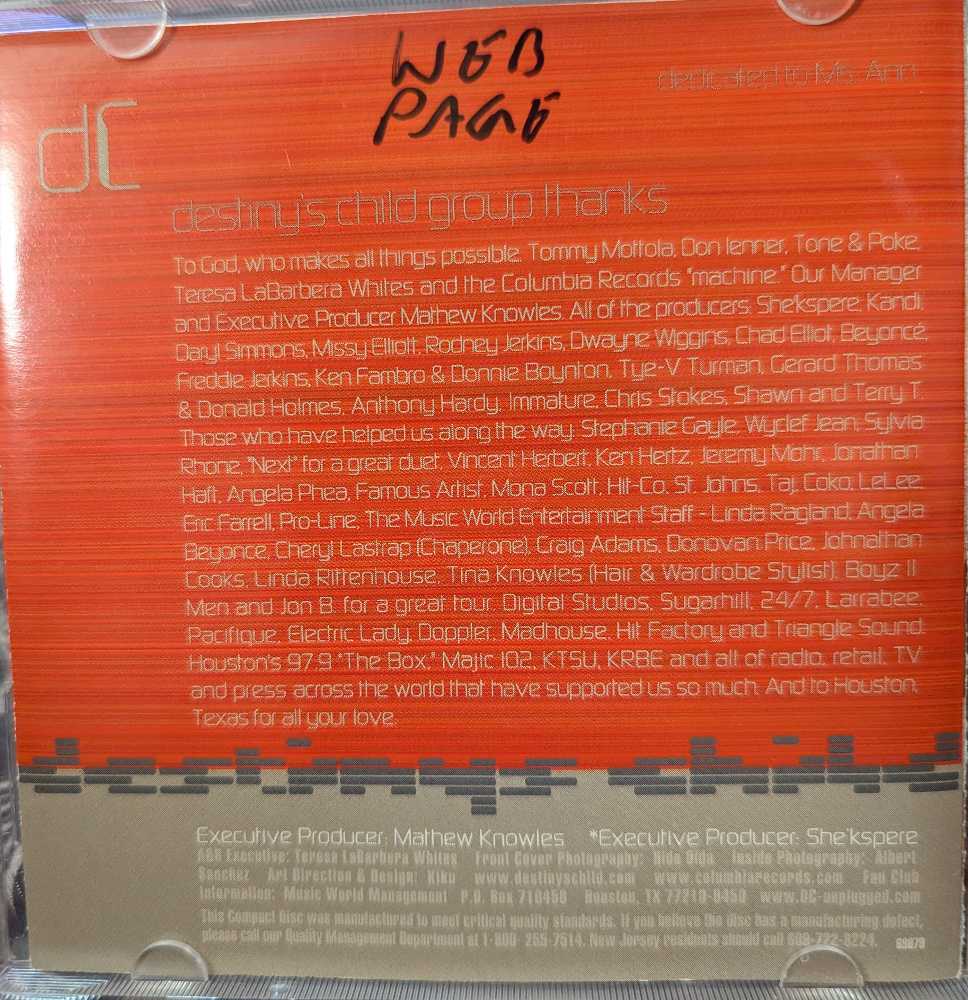 WEB
PAGE
dedicated to Ms. Ann
dC
destiny's child group thanks
To God, who makes all things possible. Tommy Mottola, Don Ienner, Tone & Poke,
Teresa LaBarbera Whites and the Columbia Records "machine." Our Manager
and Executive Producer Mathew Knowles. All of the producers: She'kspere, Kandi,
Daryl Simmons, Missy Elliott, Rodney Jerkins, Dwayne Wiggins, Chad Elliot, Beyoncé,
Freddie Jerkins, Ken Fambro & Donnie Boynton, Tye-V Turman, Gerard Thomas
& Donald Holmes, Anthony Hardy, Immature, Chris Stokes, Shawn and Terry T.
Those who have helped us along the way: Stephanie Gayle, Wyclef Jean, Sylvia
Rhone, "Next" for a great duet, Vincent Herbert, Ken Hertz, Jeremy Mohr, Jonathan
Haft, Angela Phea, Famous Artist, Mona Scott, Hit-Co, St. Johns, Taj, Coko, LeLee,
Eric Farrell, Pro-Line, The Music World Entertainment Staff - Linda Ragland, Angela
Beyonce, Cheryl Lastrap (Chaperone), Craig Adams, Donovan Price, Johnathan
Cooks, Linda Rittenhouse, Tina Knowles (Hair & Wardrobe Stylist). Boyz II
Men and Jon B. for a great tour. Digital Studios, Sugarhill, 24/7, Larrabee,
Pacifique, Electric Lady, Doppler, Madhouse, Hit Factory and Triangle Sound.
Houston's 97.9 "The Box," Majic 102, KTSU, KRBE and all of radio, retail, TV
and press across the world that have supported us so much. And to Houston,
Texas for all your love.
Executive Producer: Mathew Knowles *Executive Producer: She'kspere
A&R Executive: Teresa LaBarbera Whites Front Cover Photography: Albert
Sanchez Art Direction & Design: Kiku www.destinyschild.com www.columbiarecords.com Fan Club
Information: Music World Management P.O. Box 710450 Houston, TX 77210-0450 www.DC-unplugged.com
This Compact Disc was manufactured to meet critical quality standards. If you believe the disc has a manufacturing defect,
please call our Quality Management Department at 1-800-255-7514. New Jersey residents should call 609-722-8224. 69870